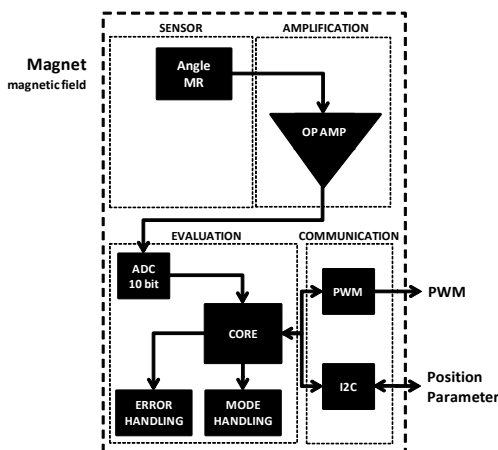 SENSOR
AMPLIFICATION
Magnet
magnetic field
Angle
MR
OP AMP
EVALUATION
COMMUNICATION
ADC
10 bit
PWM
PWM
CORE
I2C
Position
Parameter
ERROR
HANDLING
MODE
HANDLING